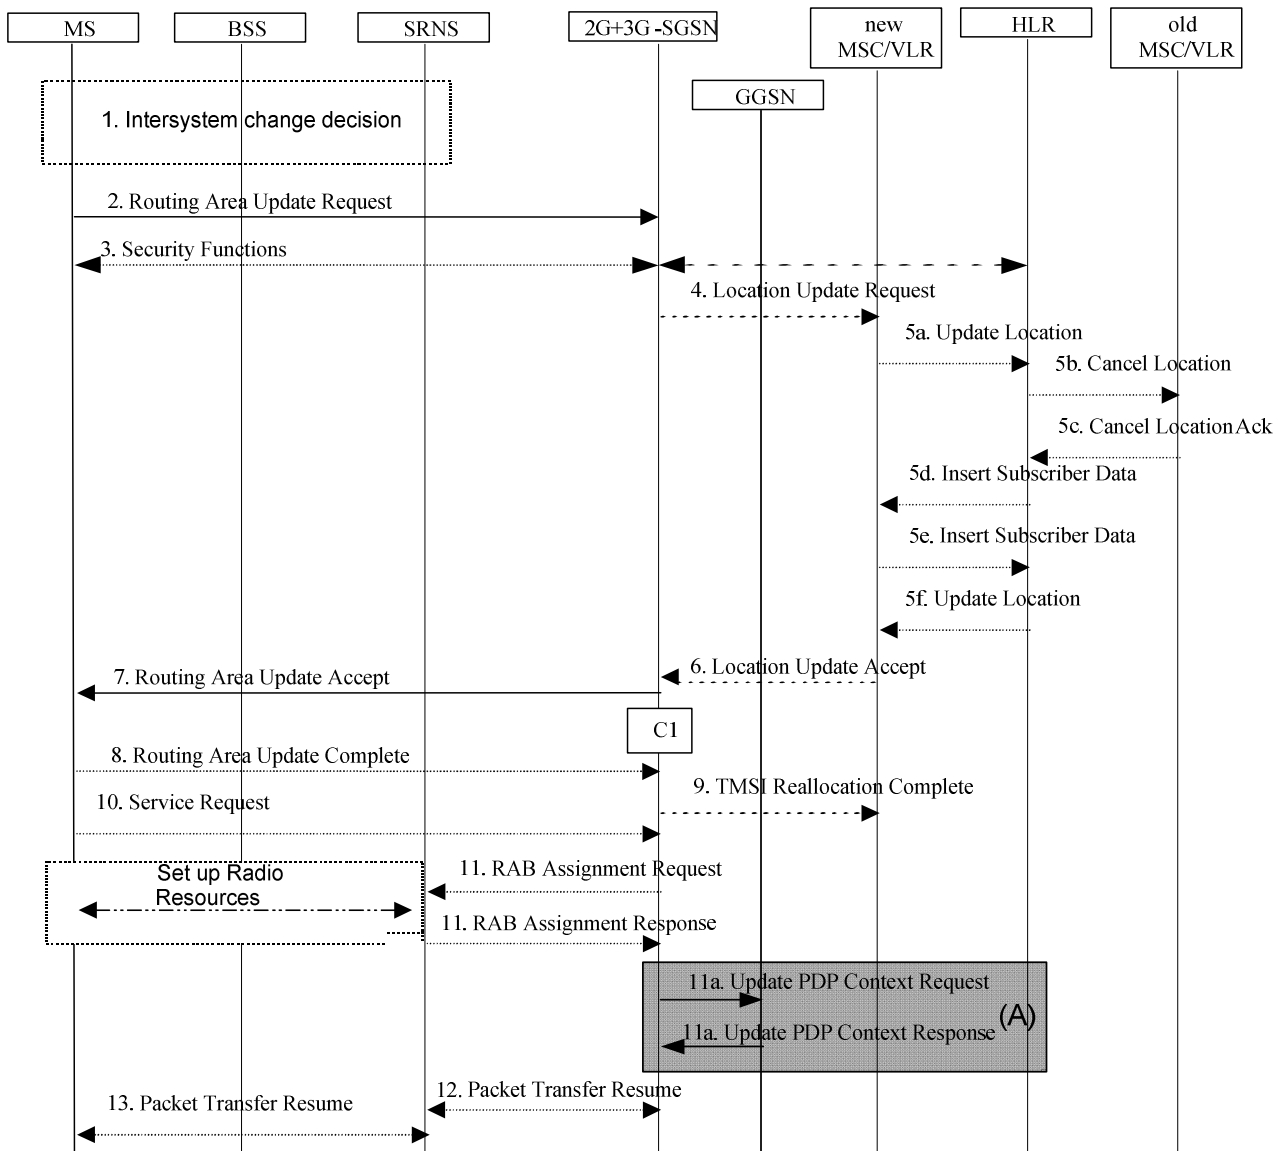 MS
BSS
SRNS
2G+3G-SGSN
new
MSC/VLR
HLR
old
MSC/VLR
GGSN
1. Intersystem change decision
2. Routing Area Update Request
3. Security Functions
4. Location Update Request
5a. Update Location
5b. Cancel Location
5c. Cancel Location Ack
5d. Insert Subscriber Data
5e. Insert Subscriber Data
5f. Update Location
6. Location Update Accept
7. Routing Area Update Accept
C1
8. Routing Area Update Complete
9. TMSI Reallocation Complete
10. Service Request
11. RAB Assignment Request
Set up Radio
Resources
11. RAB Assignment Response
11a. Update PDP Context Request
(A)
11a. Update PDP Context Response
12. Packet Transfer Resume
13. Packet Transfer Resume